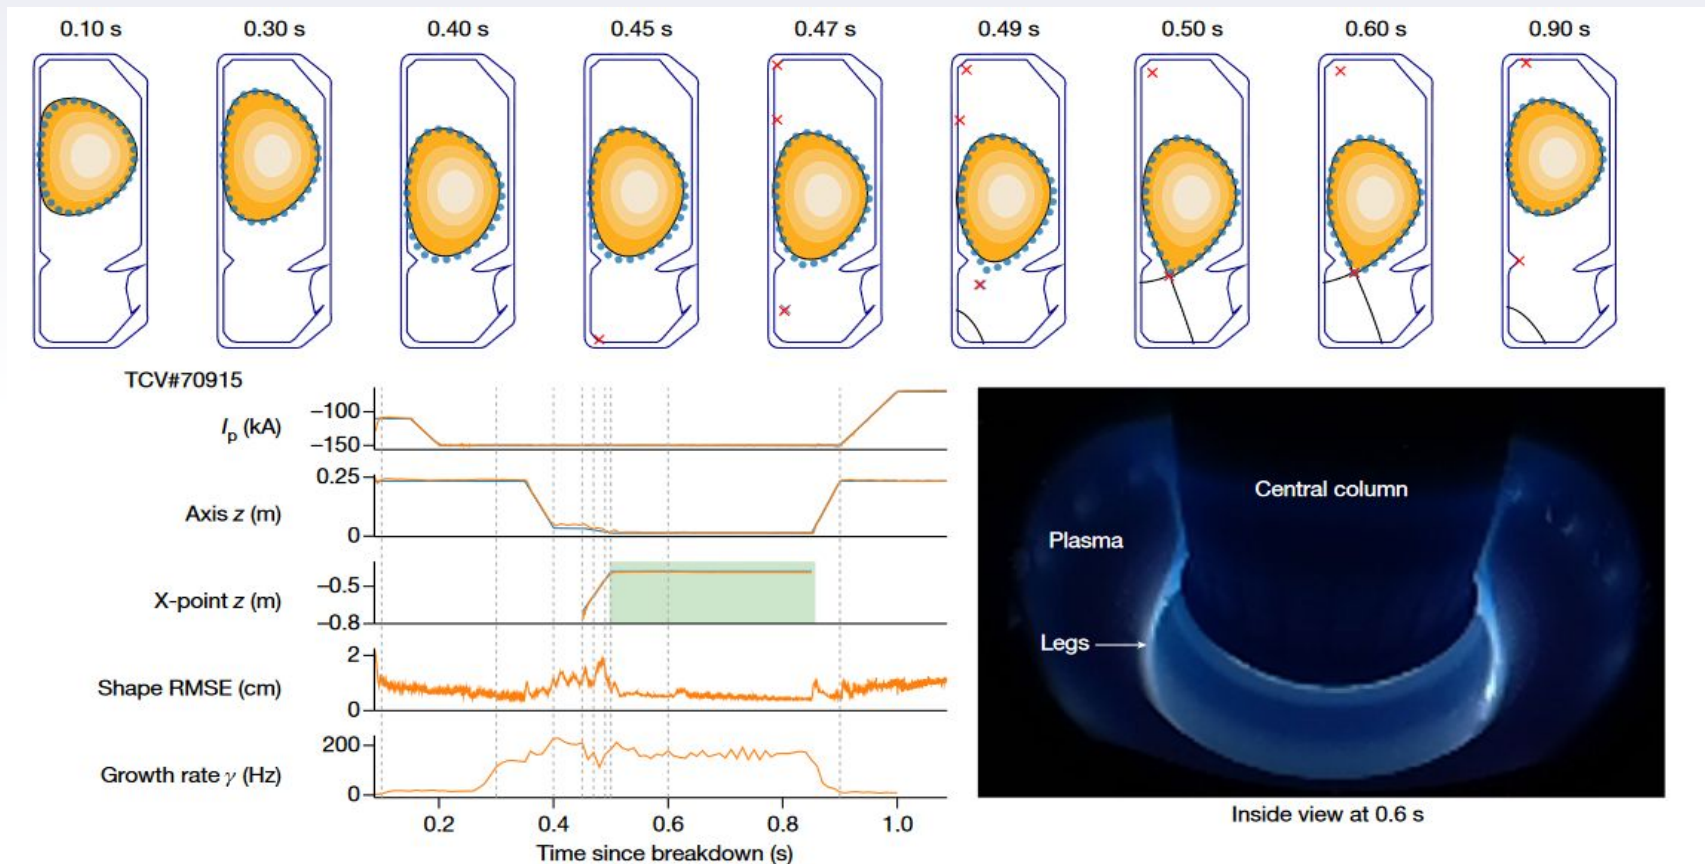 0.10 s 0.30 s 0.40 s 0.45 s 0.47 s 0.49 s 0.50 s 0.60 s 0.90 s
TCV#70915
Ip (kA)
−100
−150
Axis z (m)
0.25
0
X-point z (m)
−0.5
−0.8
Shape RMSE (cm)
2
0
Growth rate γ (Hz)
200
0
0.2 0.4 0.6 0.8 1.0
Time since breakdown (s)
Central column
Plasma
Legs
Inside view at 0.6 s